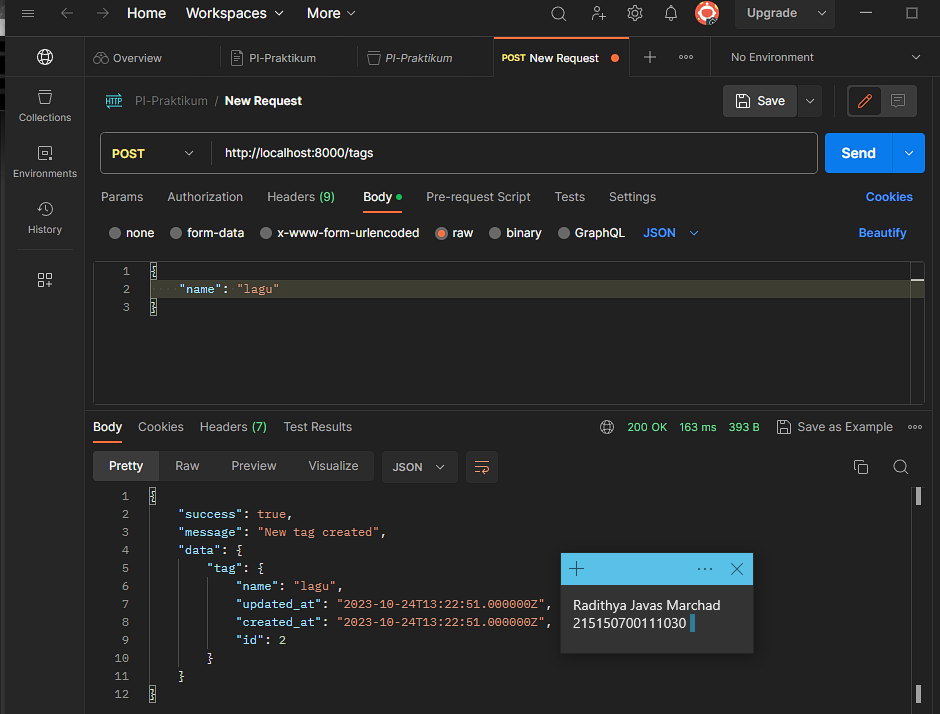 Home Workspaces More Upgrade
Overview PI-Praktikum PI-Praktikum POST New Request No Environment
Collections
Environments
History
HTTP PI-Praktikum / New Request Save
POST http://localhost:8000/tags Send
Params Authorization Headers (9) Body Pre-request Script Tests Settings Cookies
none form-data x-www-form-urlencoded raw binary GraphQL JSON Beautify
1 {
2 "name": "lagu"
3 }
Body Cookies Headers (7) Test Results 200 OK 163 ms 393 B Save as Example
Pretty Raw Preview Visualize JSON
1 {
2 "success": true,
3 "message": "New tag created",
4 "data": {
5 "tag": {
6 "name": "lagu",
7 "updated_at": "2023-10-24T13:22:51.000000Z",
8 "created_at": "2023-10-24T13:22:51.000000Z",
9 "id": 2
10 }
11 }
12 }
Radithya Javas Marchad
215150700111030